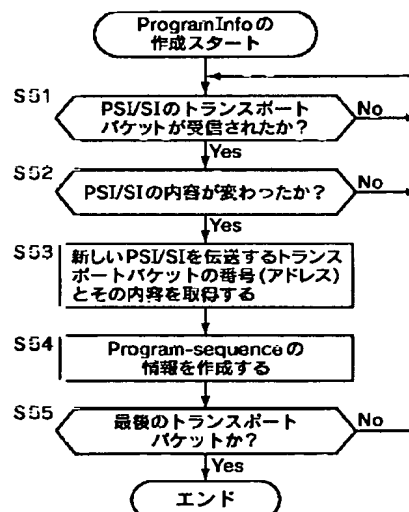 ProgramInfoの
作成スタート
S51
PSI/SIのトランスポート
パケットが受信されたか?
No
Yes
S52
PSI/SIの内容が変わったか?
No
Yes
S53
新しいPSI/SIを伝送するトランス
ポートパケットの番号(アドレス)
とその内容を取得する
S54
Program-sequenceの
情報を作成する
S55
最後のトランスポート
パケットか?
No
Yes
エンド